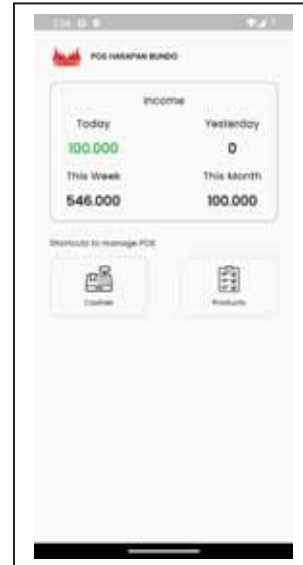 POS HARAPAN BUNDO
Income
Today Yesterday
100.000 0
This Week This Month
546.000 100.000
Shortcuts to manage POS
Cashier Products